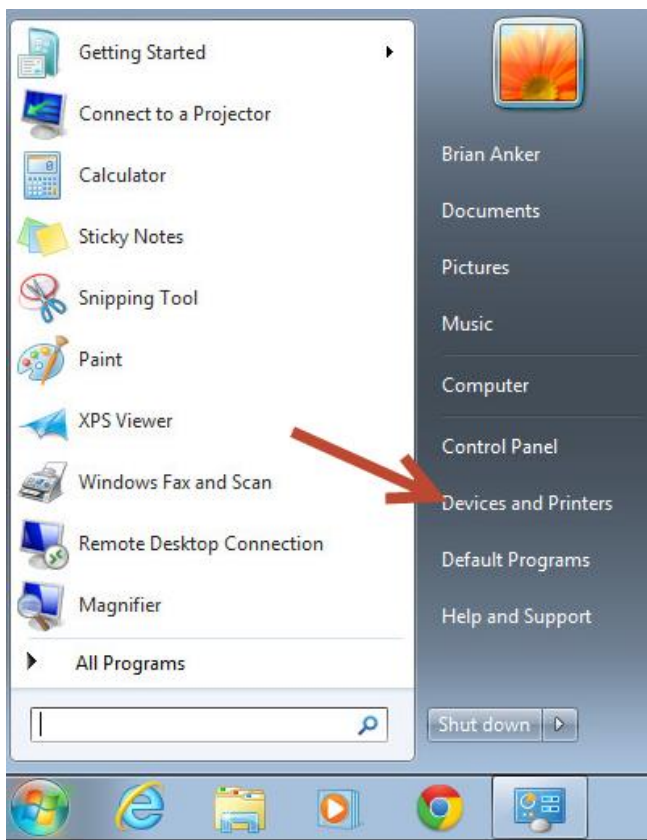 Getting Started
Connect to a Projector
Calculator
Sticky Notes
Snipping Tool
Paint
XPS Viewer
Windows Fax and Scan
Remote Desktop Connection
Magnifier
All Programs
Brian Anker
Documents
Pictures
Music
Computer
Control Panel
Devices and Printers
Default Programs
Help and Support
Shut down